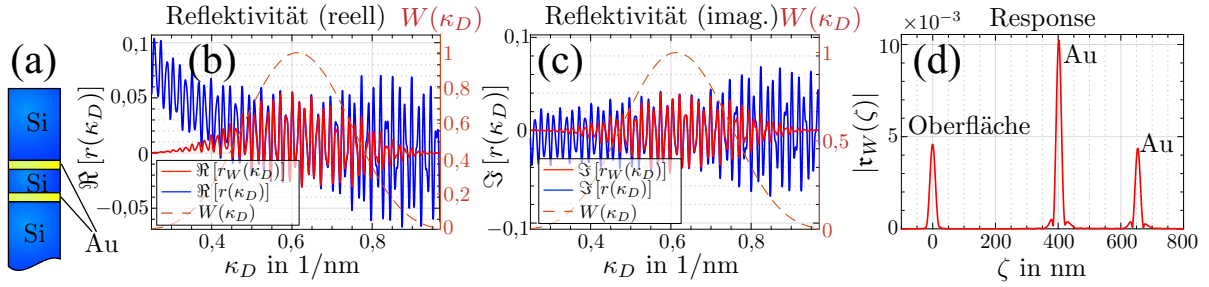 (a)
Si
Si
Si
Au
Reflektivität (reell) W(κ_D)
(b)
ℜ [r(κ_D)]
0,1
0,05
0
−0,05
1
0.8
0.6
0.4
0.2
0
ℜ [r_W(κ_D)]
ℜ [r(κ_D)]
W(κ_D)
0,4 0,6 0,8
κ_D in 1/nm
Reflektivität (imag.) W(κ_D)
(c)
ℑ [r(κ_D)]
0,1
0
−0,1
1
0.5
0
ℑ [r_W(κ_D)]
ℑ [r(κ_D)]
W(κ_D)
0,4 0,6 0,8
κ_D in 1/nm
×10⁻³ Response
(d)
|𝔯_W(ζ)|
10
5
0
Oberfläche
Au
Au
0 200 400 600 800
ζ in nm